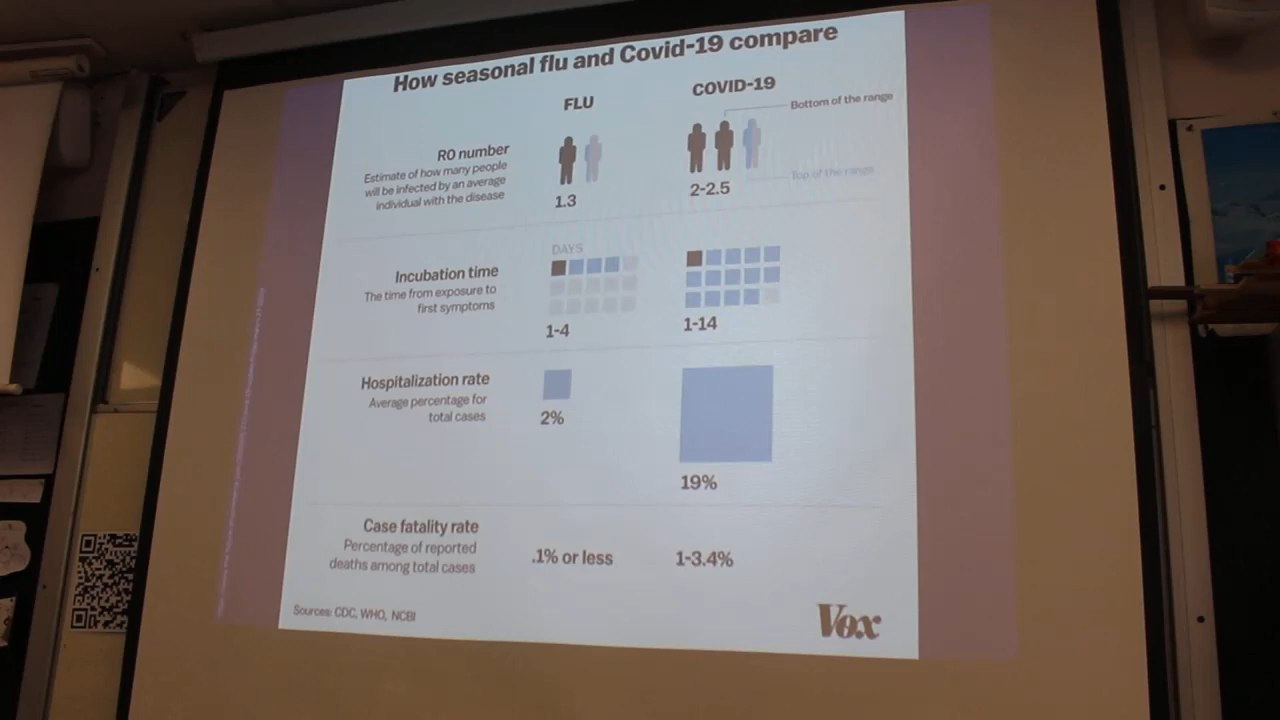 How seasonal flu and Covid-19 compare
FLU
COVID-19
Bottom of the range
R0 number
Estimate of how many people
will be infected by an average
individual with the disease
1.3
2-2.5
Top of the range
DAYS
Incubation time
The time from exposure to
first symptoms
1-4
1-14
Hospitalization rate
Average percentage for
total cases
2%
19%
Case fatality rate
Percentage of reported
deaths among total cases
.1% or less
1-3.4%
Sources: CDC, WHO, NCBI
Vox